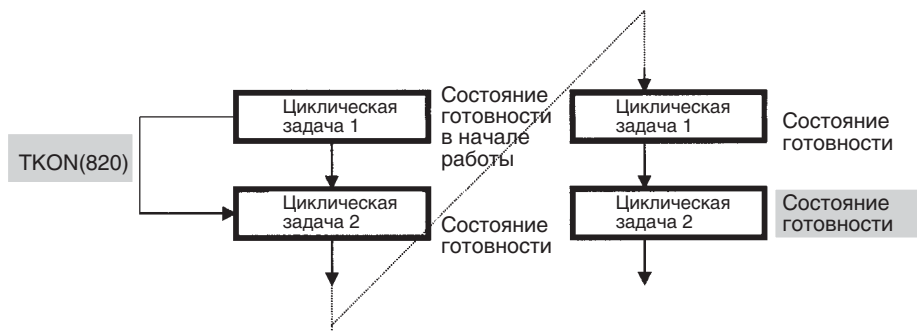 TKON(820)
Циклическая
задача 1
Состояние
готовности
в начале
работы
Циклическая
задача 2
Состояние
готовности
Циклическая
задача 1
Состояние
готовности
Циклическая
задача 2
Состояние
готовности